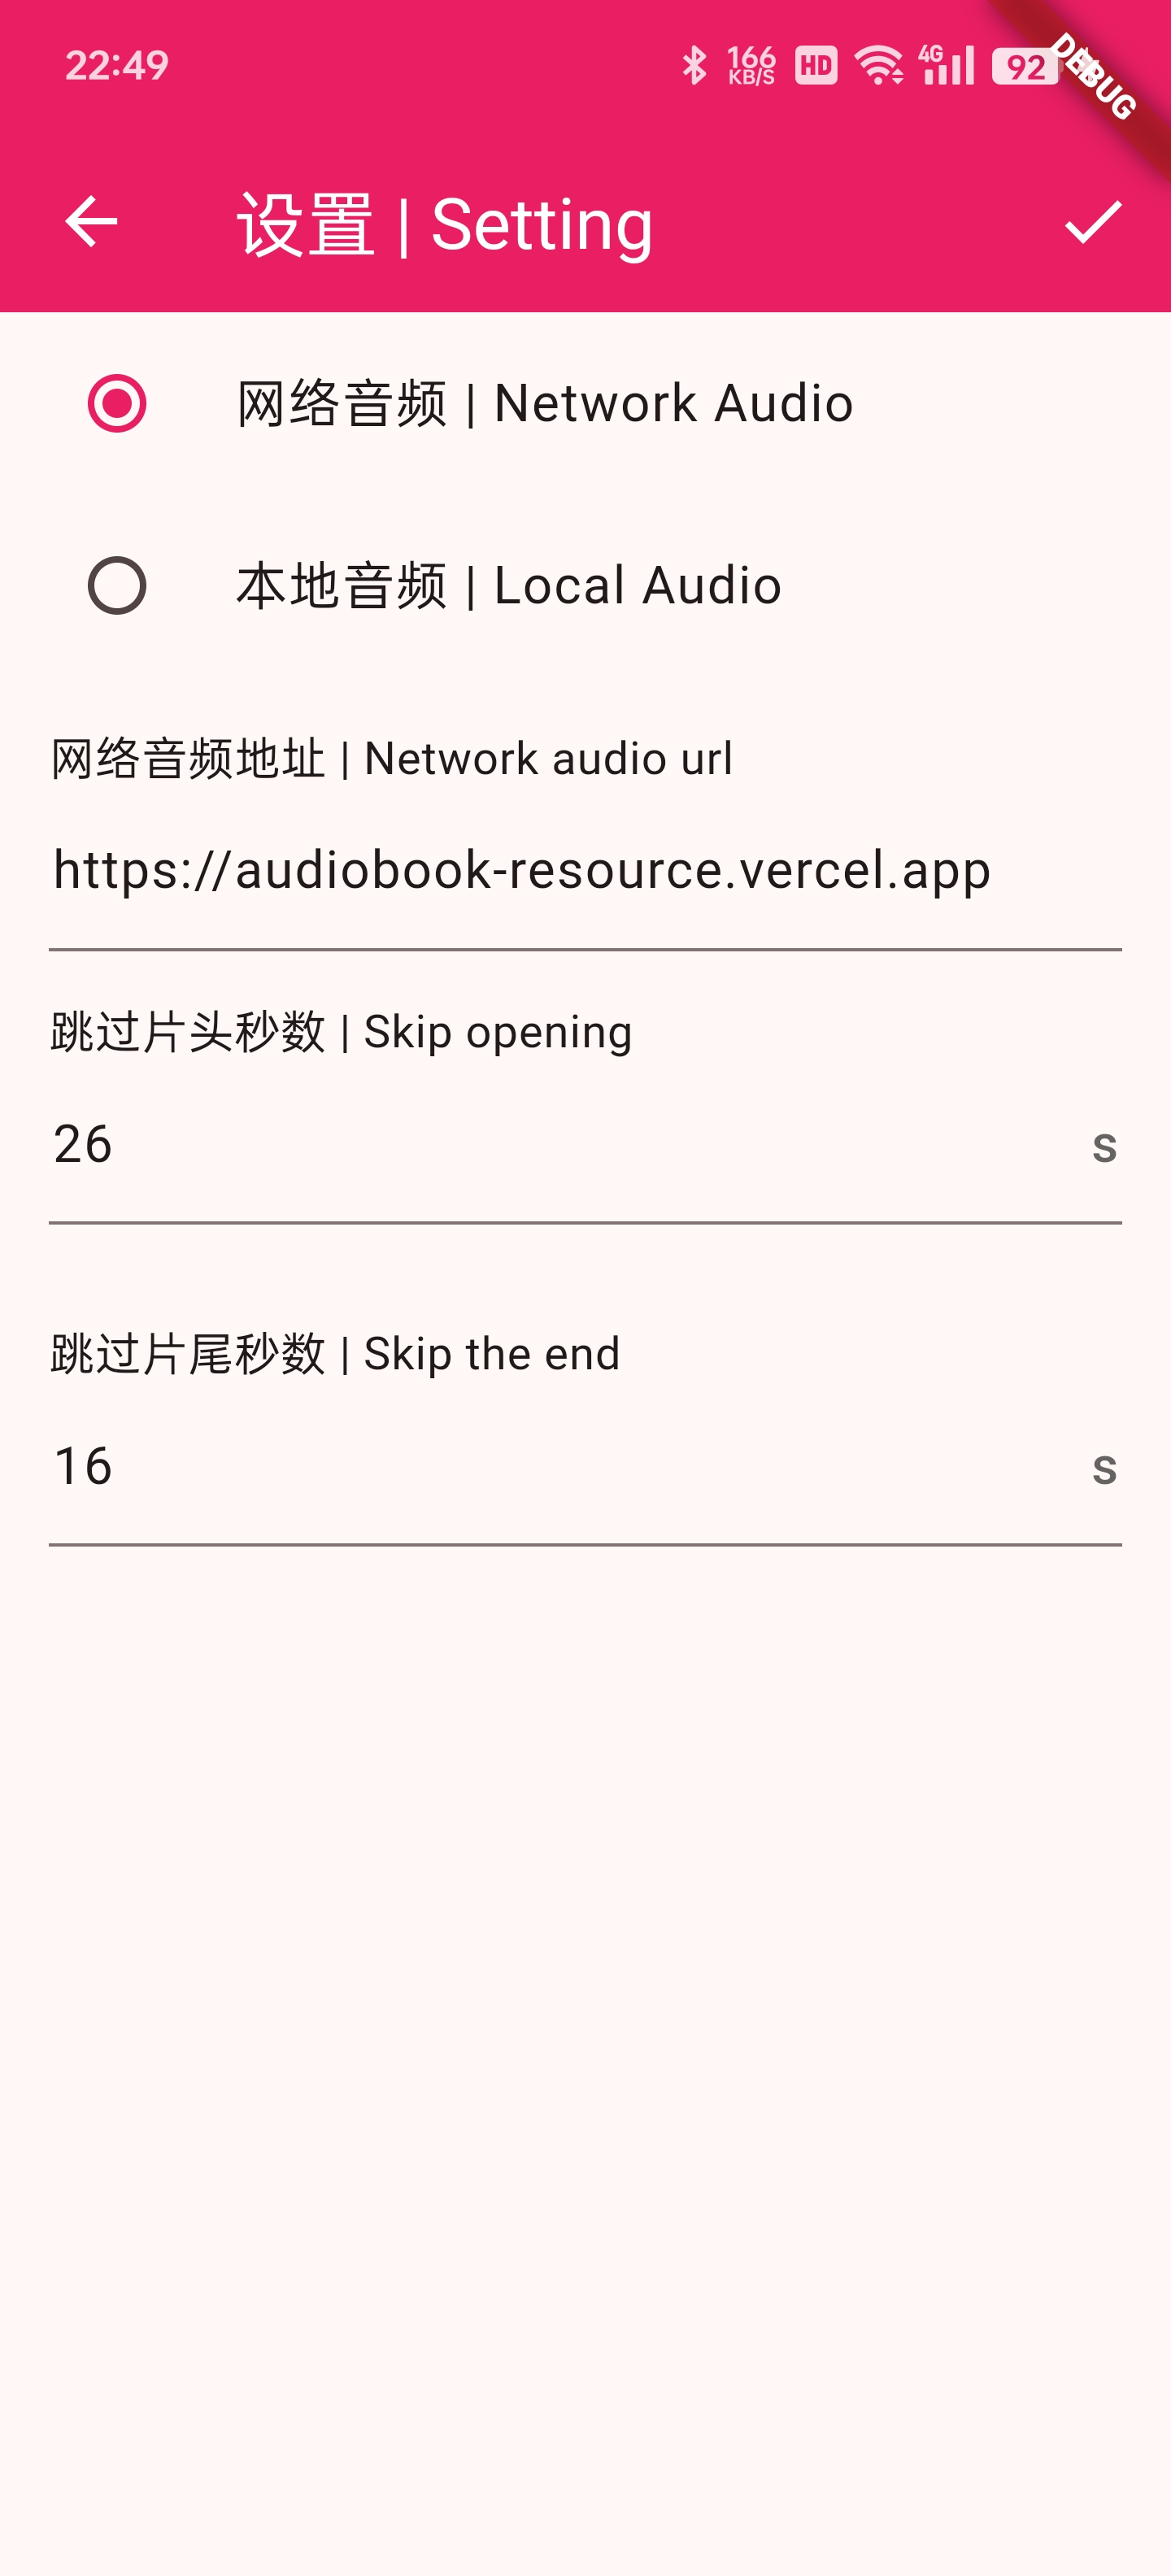 22:49
166
KB/S
HD
4G
92
DEBUG
设置 | Setting
网络音频 | Network Audio
本地音频 | Local Audio
网络音频地址 | Network audio url
https://audiobook-resource.vercel.app
跳过片头秒数 | Skip opening
26 s
跳过片尾秒数 | Skip the end
16 s